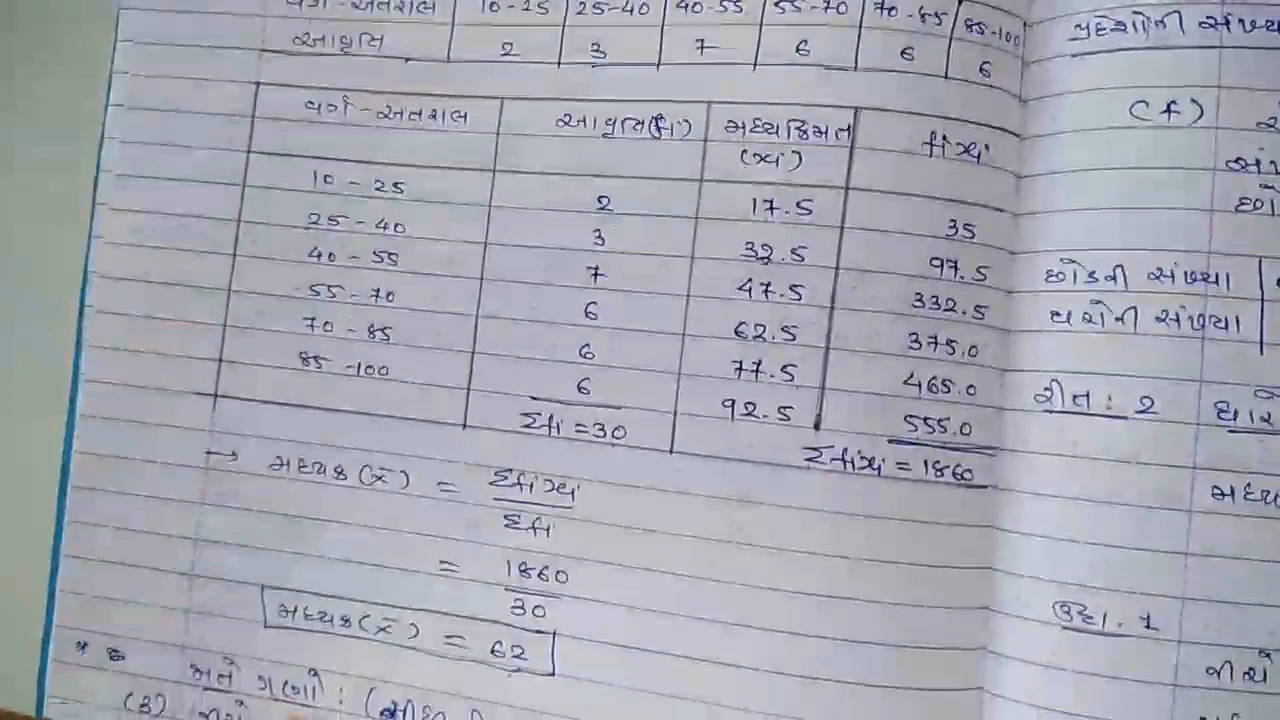 વર્ગ-અંતરાલ 10-25 25-40 40-55 55-70 70-85 85-100
આવૃત્તિ 2 3 7 6 6 6
વર્ગ-અતરાલ આવૃતિ(fi) મધ્યકિંમત (xi) fixi
10 - 25 2 17.5 35
25 - 40 3 32.5 97.5
40 - 55 7 47.5 332.5
55 - 70 6 62.5 375.0
70 - 85 6 77.5 465.0
85 -100 6 92.5 555.0
Σfi = 30 Σfixi = 1860
→ મધ્યક (x̄) = Σfixi / Σfi
= 1860 / 30
મધ્યક (x̄) = 62
ગણો :
(3)
(f)
છોડની સંખ્યા
ઘરોની સંખ્યા
રીત : 2
ઉદા. 1